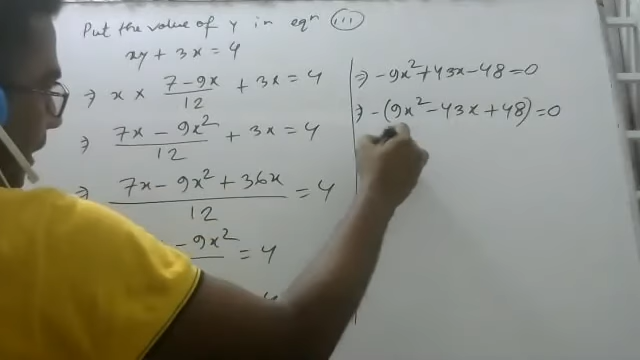 Put the value of y in eqn (iii)
xy + 3x = 4
⇒ x × (7-9x)/12 + 3x = 4
⇒ (7x - 9x²)/12 + 3x = 4
⇒ (7x - 9x² + 36x)/12 = 4
- 9x² = 4
⇒ -9x² + 43x - 48 = 0
⇒ -(9x² - 43x + 48) = 0